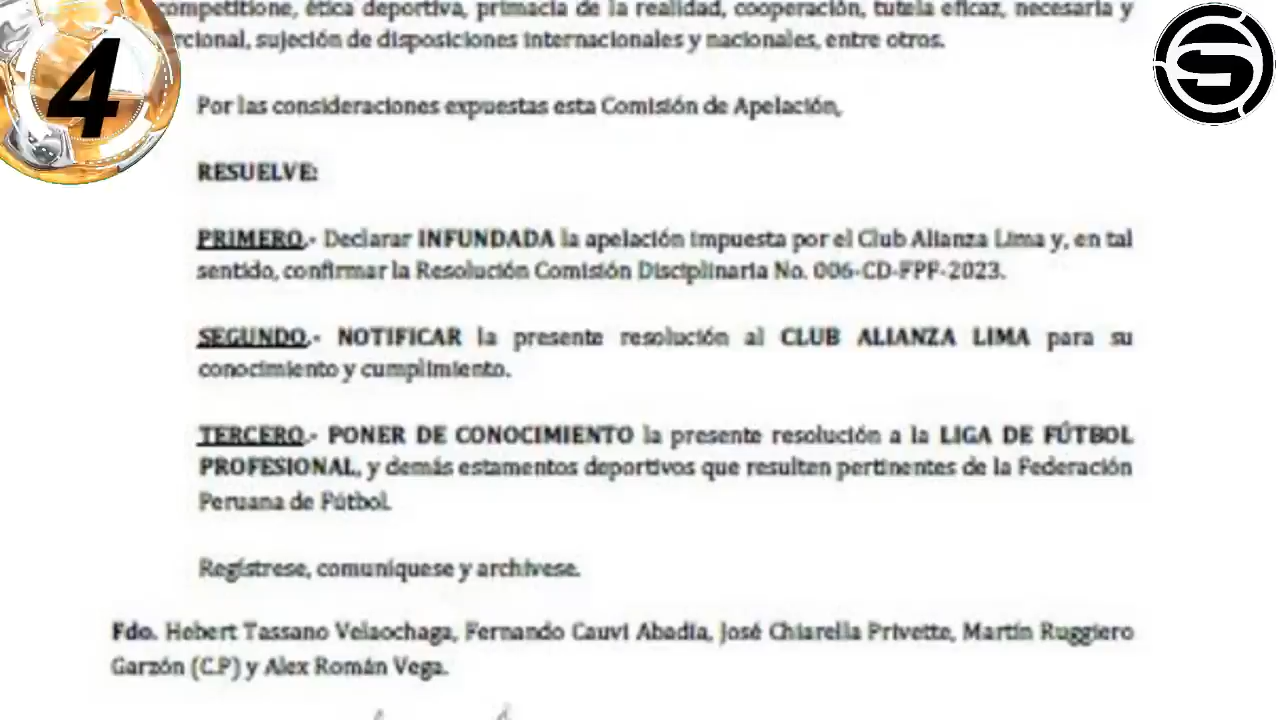 competitione, ética deportiva, primacia de la realidad, cooperación, tutela eficaz, necesaria y
rcional, sujeción de disposiciones internacionales y nacionales, entre otros.
Por las consideraciones expuestas esta Comisión de Apelación,
RESUELVE:
PRIMERO.- Declarar INFUNDADA la apelación impuesta por el Club Alianza Lima y, en tal
sentido, confirmar la Resolución Comisión Disciplinaria No. 006-CD-FPF-2023.
SEGUNDO.- NOTIFICAR la presente resolución al CLUB ALIANZA LIMA para su
conocimiento y cumplimiento.
TERCERO.- PONER DE CONOCIMIENTO la presente resolución a la LIGA DE FÚTBOL
PROFESIONAL, y demás estamentos deportivos que resulten pertinentes de la Federación
Peruana de Fútbol.
Regístrese, comuníquese y archívese.
Fdo. Hebert Tassano Velaochaga, Fernando Cauvi Abadia, José Chiarella Privette, Martín Ruggiero
Garzón (C.P) y Alex Román Vega.
4
S